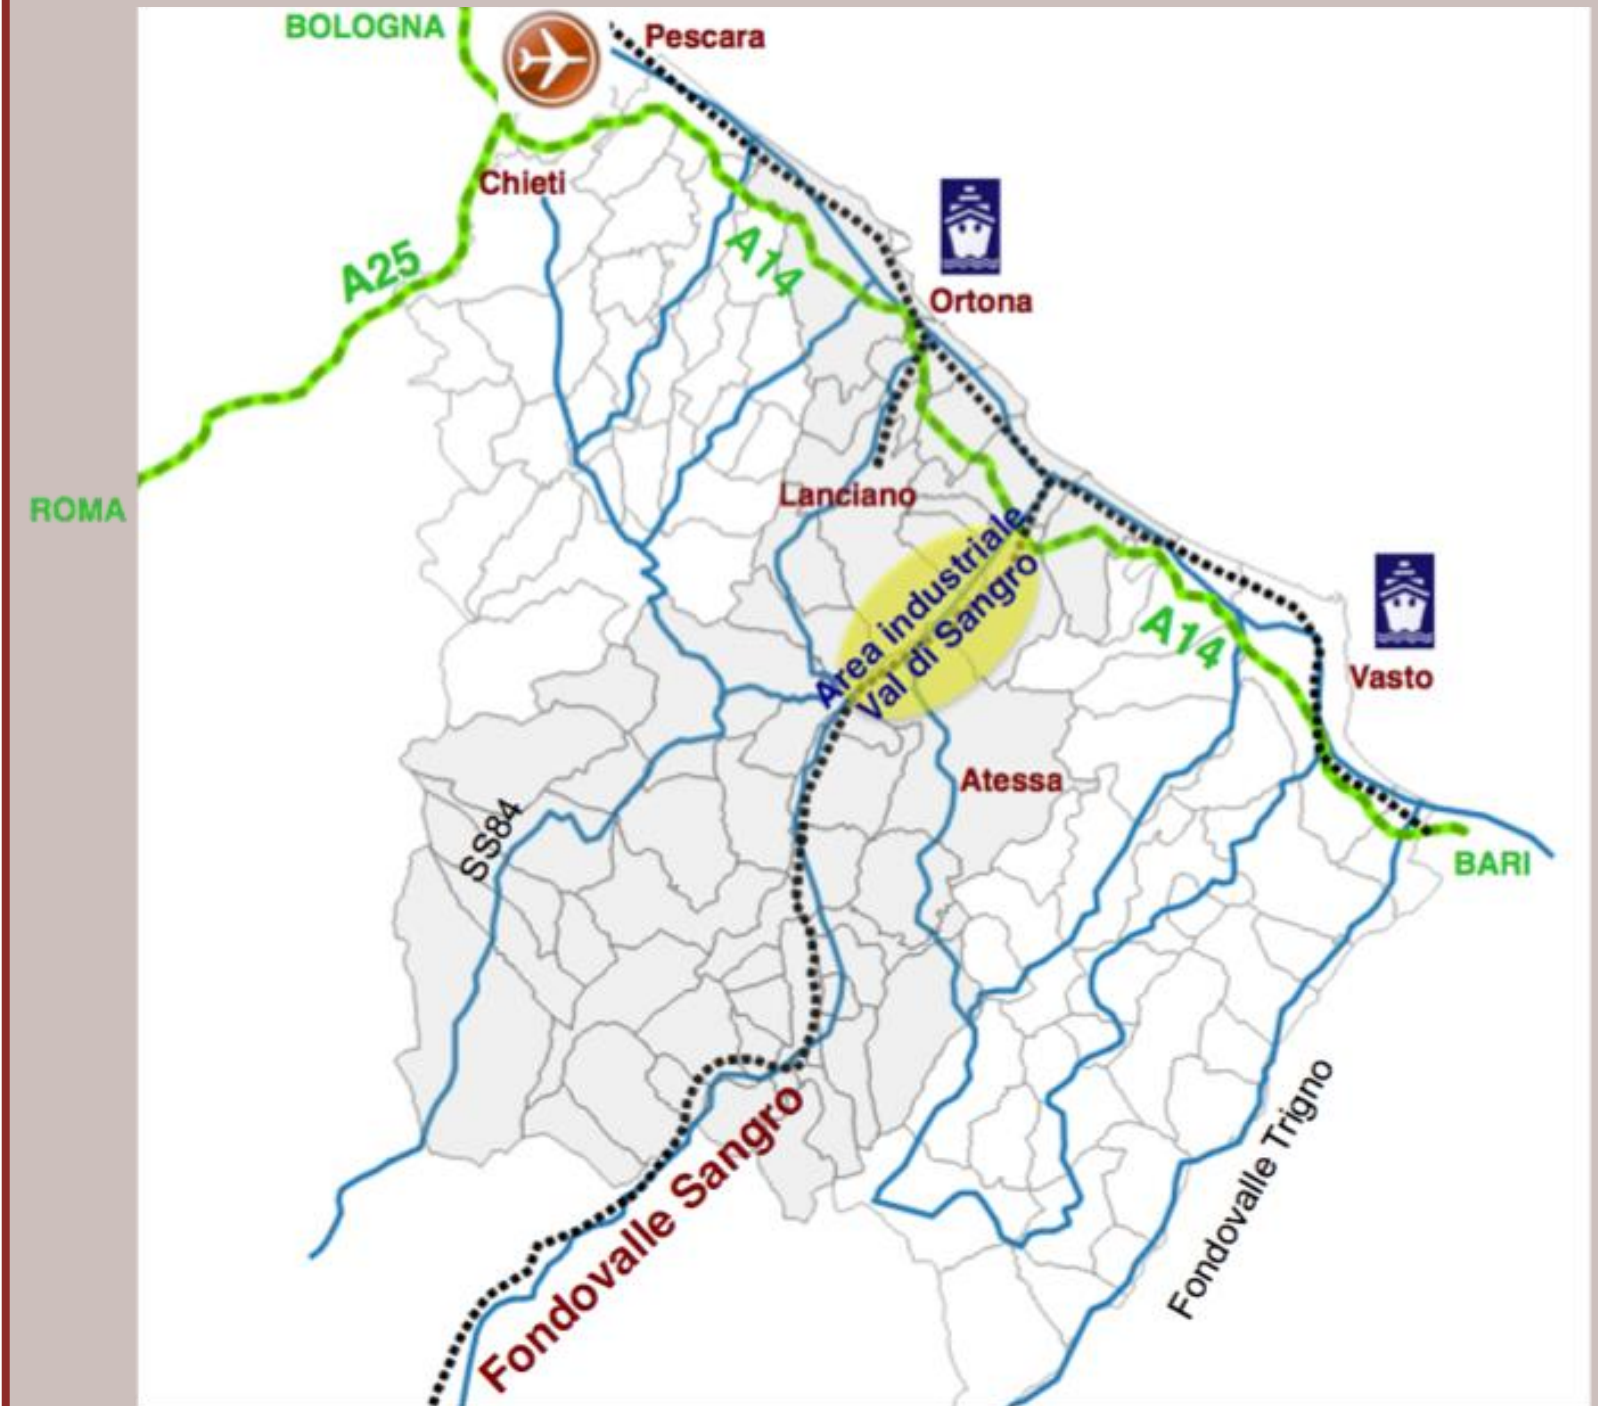 BOLOGNA
Pescara
Chieti
A25
A14
Ortona
ROMA
Lanciano
Area industriale
Val di Sangro
A14
Vasto
Atessa
SS84
BARI
Fondovalle Sangro
Fondovalle Trigno